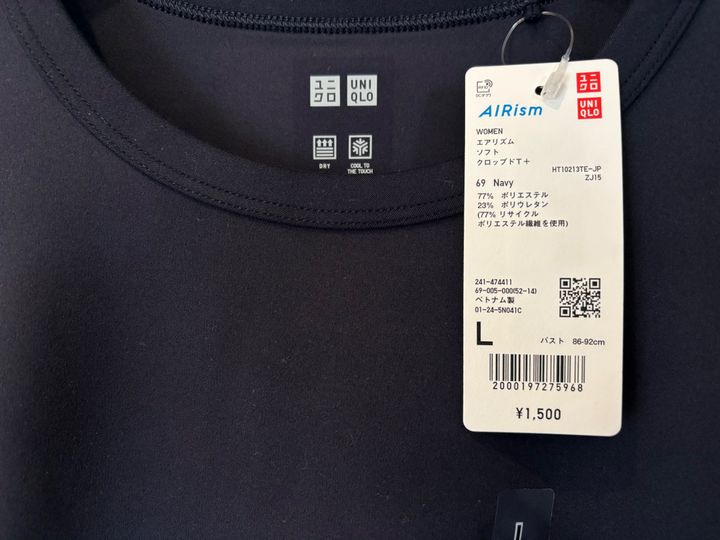 ユニ
クロ
UNI
QLO
DRY
COOL TO
THE TOUCH
ユニ
クロ
UNI
QLO
AIRism
WOMEN
エアリズム
ソフト
クロップドT+
HT10213TE-JP
ZJ15
69 Navy
77% ポリエステル
23% ポリウレタン
(77% リサイクル
ポリエステル繊維を使用)
241-474411
69-005-000(52-14)
ベトナム製
01-24-5N041C
L
バスト 86-92cm
2000197275968
¥1,500